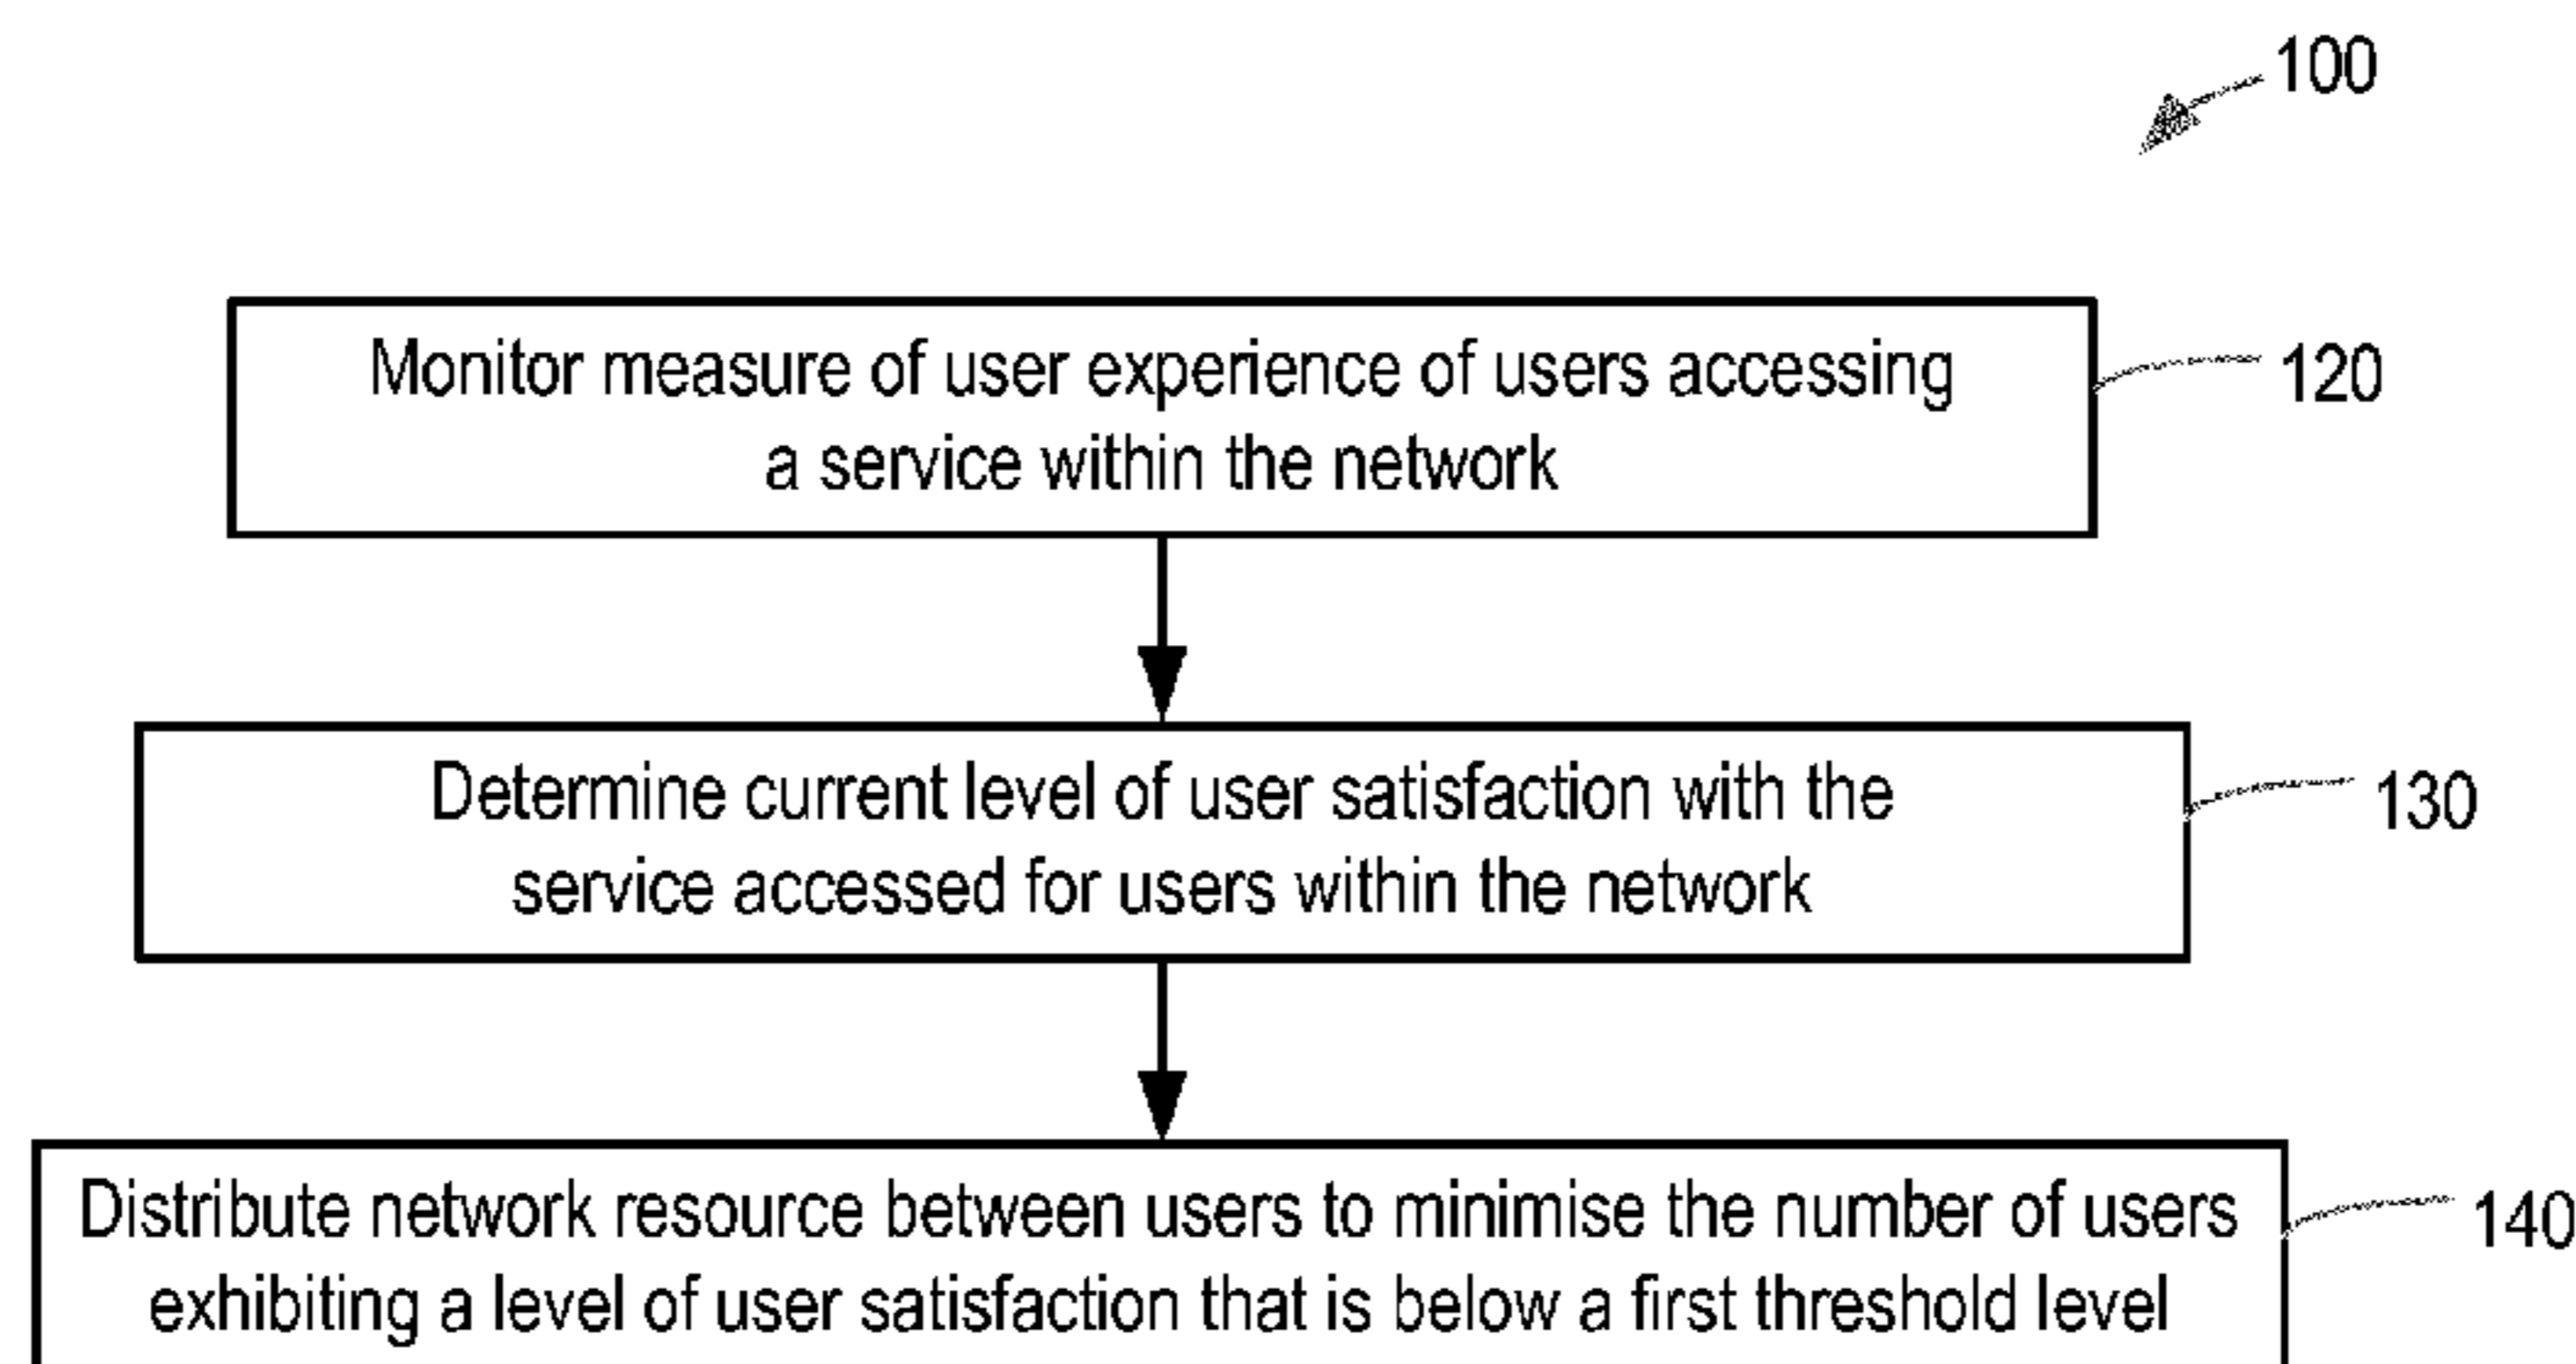 100
Monitor measure of user experience of users accessing
a service within the network
120
Determine current level of user satisfaction with the
service accessed for users within the network
130
Distribute network resource between users to minimise the number of users
exhibiting a level of user satisfaction that is below a first threshold level
140